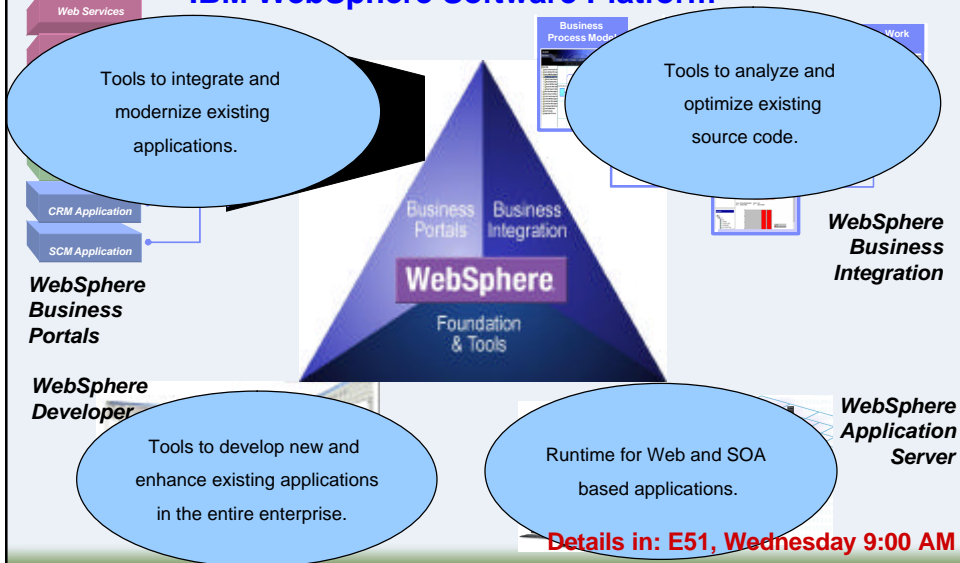 IBM WebSphere Software Platform
Web Services
Tools to integrate and
modernize existing
applications.
Business
Process Model
Work
Tools to analyze and
optimize existing
source code.
CRM Application
SCM Application
WebSphere
Business
Portals
Business
Portals
Business
Integration
WebSphere
Foundation
& Tools
WebSphere
Business
Integration
WebSphere
Developer
Tools to develop new and
enhance existing applications
in the entire enterprise.
Runtime for Web and SOA
based applications.
WebSphere
Application
Server
Details in: E51, Wednesday 9:00 AM